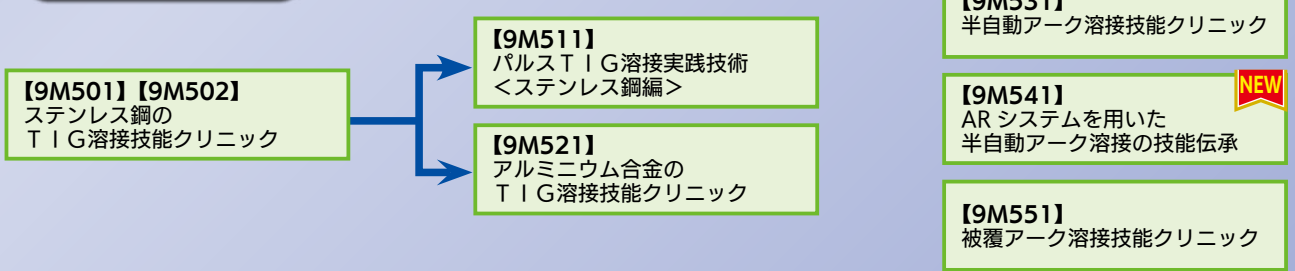 【9M501】【9M502】
ステンレス鋼の
ＴＩＧ溶接技能クリニック
【9M511】
パルスＴＩＧ溶接実践技術
＜ステンレス鋼編＞
【9M521】
アルミニウム合金の
ＴＩＧ溶接技能クリニック
【9M531】
半自動アーク溶接技能クリニック
【9M541】
NEW
AR システムを用いた
半自動アーク溶接の技能伝承
【9M551】
被覆アーク溶接技能クリニック